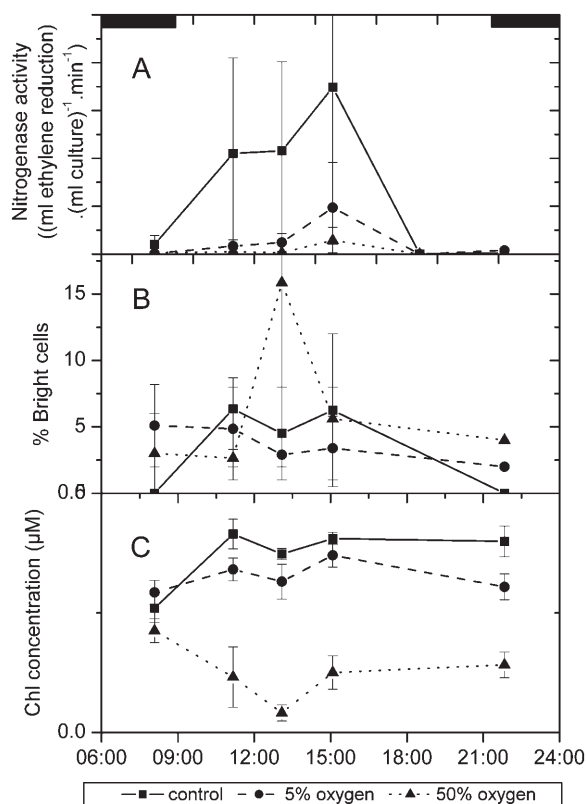 A
Nitrogenase activity
((ml ethylene reduction)
.(ml culture)-1.min-1)
B
% Bright cells
15
10
5
0.5
C
Chl concentration (µM)
0.0
06:00 09:00 12:00 15:00 18:00 21:00 24:00
control 5% oxygen 50% oxygen